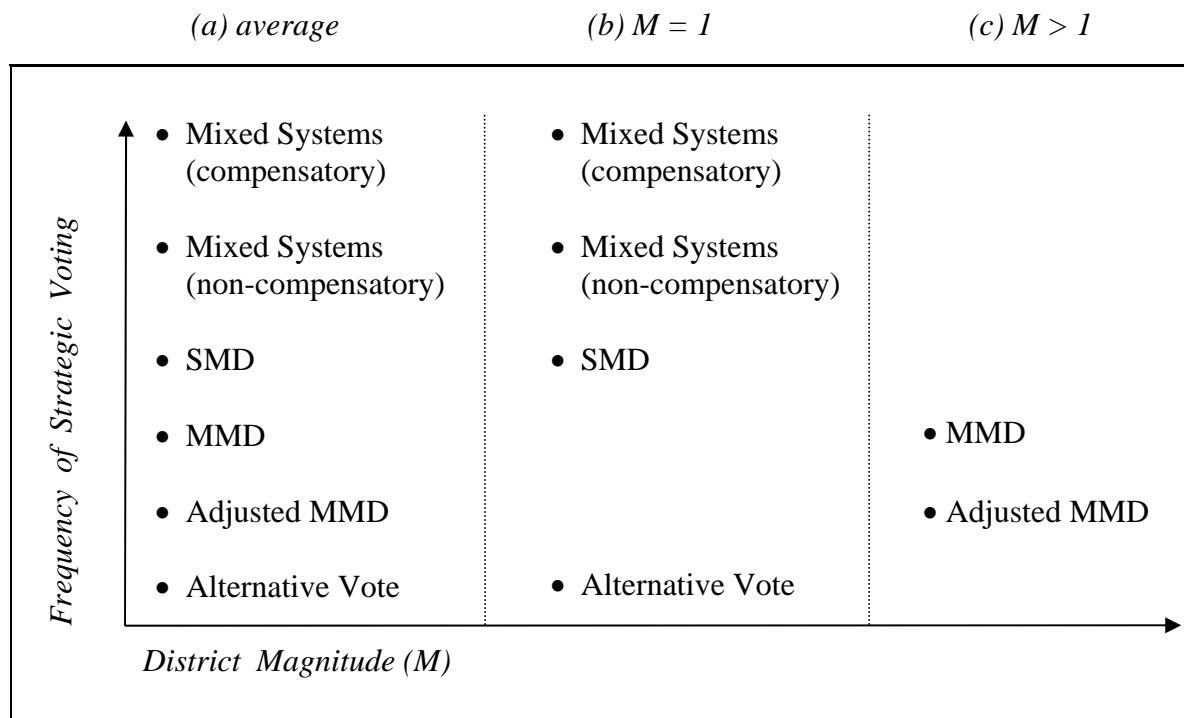 (a) average
(b) M = 1
(c) M > 1
Frequency of Strategic Voting
• Mixed Systems
(compensatory)
• Mixed Systems
(non-compensatory)
• SMD
• MMD
• Adjusted MMD
• Alternative Vote
• Mixed Systems
(compensatory)
• Mixed Systems
(non-compensatory)
• SMD
• Alternative Vote
• MMD
• Adjusted MMD
District Magnitude (M)